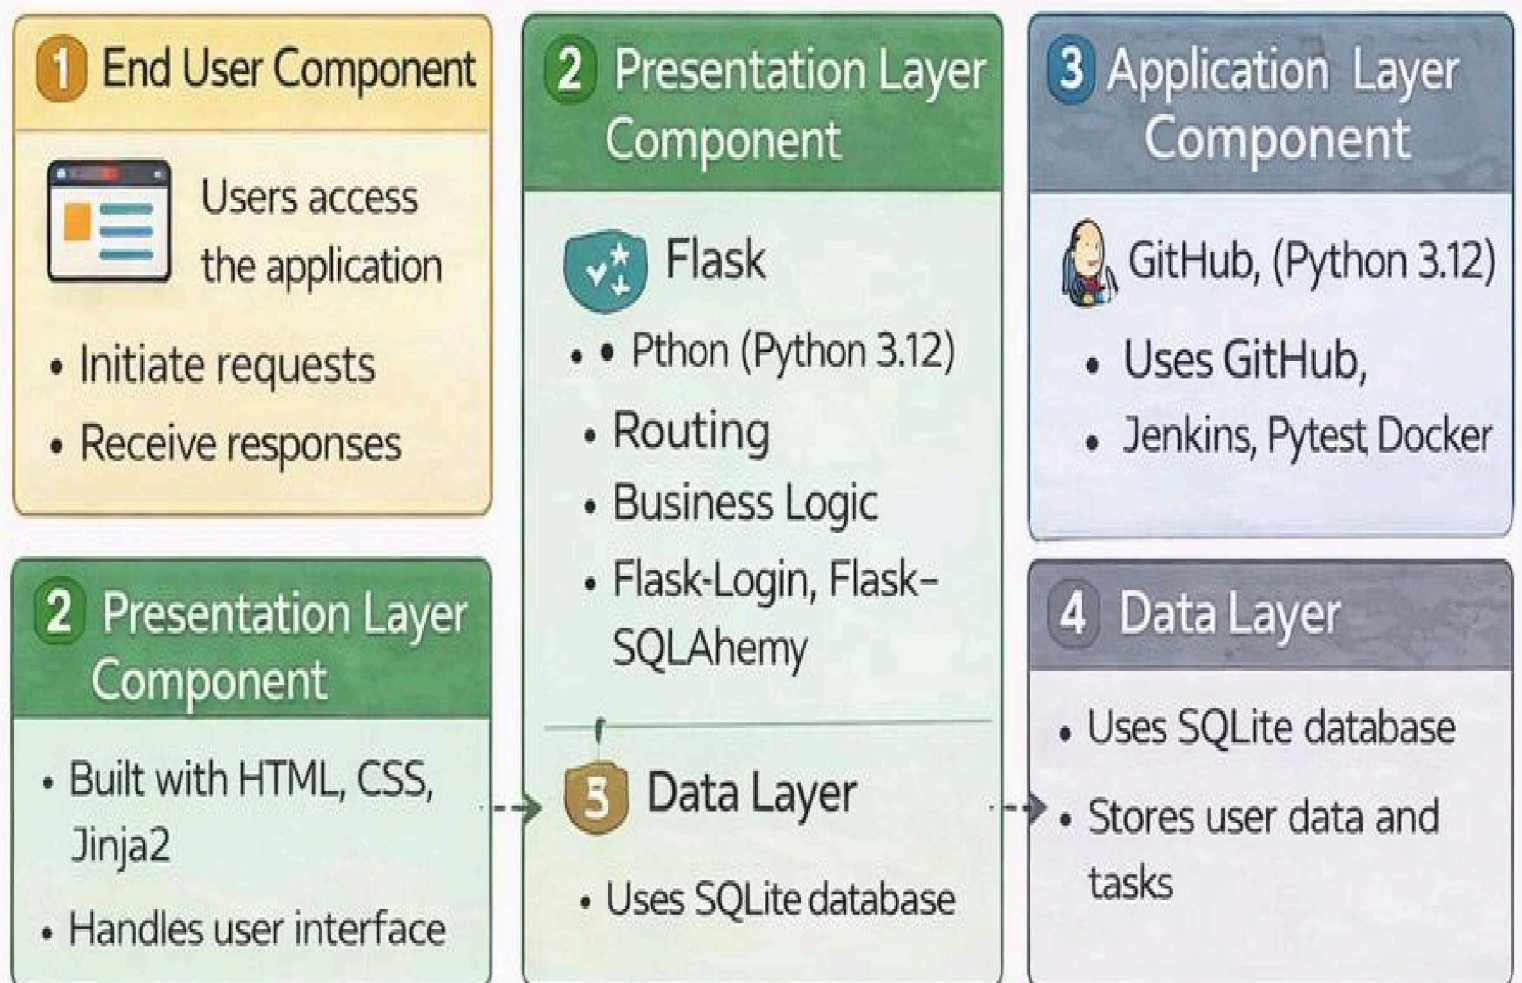 1 End User Component
Users access
the application
• Initiate requests
• Receive responses
2 Presentation Layer
Component
• Built with HTML, CSS,
Jinja2
• Handles user interface
2 Presentation Layer
Component
Flask
• • Pthon (Python 3.12)
• Routing
• Business Logic
• Flask-Login, Flask–
SQLAhemy
5 Data Layer
• Uses SQLite database
3 Application Layer
Component
GitHub, (Python 3.12)
• Uses GitHub,
• Jenkins, Pytest, Docker
4 Data Layer
• Uses SQLite database
• Stores user data and
tasks